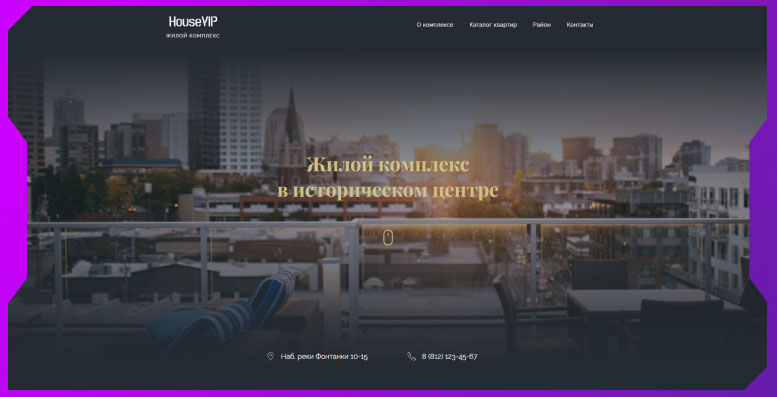 HouseVIP
ЖИЛОЙ КОМПЛЕКС
О комплексе Каталог квартир Район Контакты
Жилой комплекс
в историческом центре
Наб. реки Фонтанки 10-15 8 (812) 123-45-67